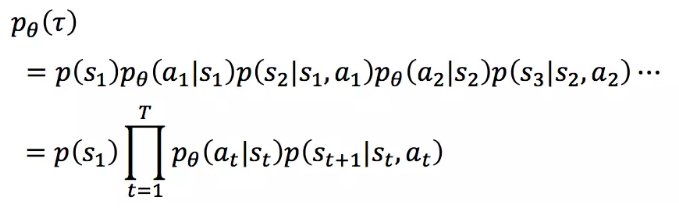 p_θ(τ)
= p(s_1)p_θ(a_1|s_1)p(s_2|s_1, a_1)p_θ(a_2|s_2)p(s_3|s_2, a_2) ⋯
= p(s_1) ∏_{t=1}^{T} p_θ(a_t|s_t)p(s_{t+1}|s_t, a_t)